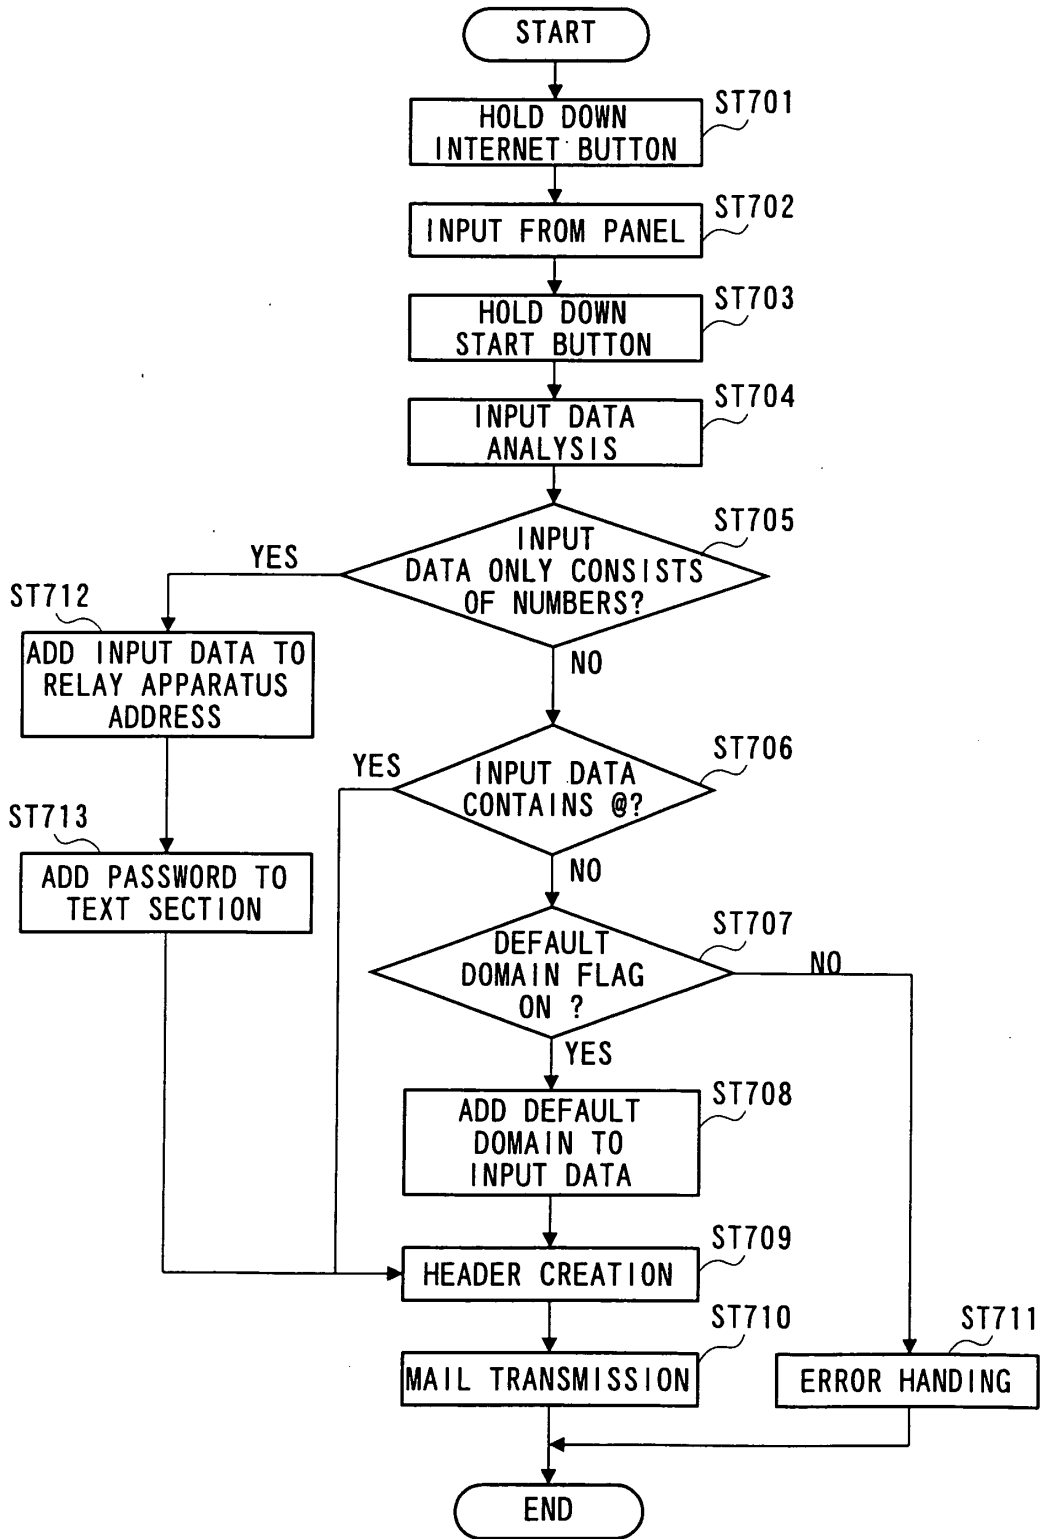 START
ST701
HOLD DOWN
INTERNET BUTTON
ST702
INPUT FROM PANEL
ST703
HOLD DOWN
START BUTTON
ST704
INPUT DATA
ANALYSIS
ST705
INPUT
DATA ONLY CONSISTS
OF NUMBERS?
YES
NO
ST712
ADD INPUT DATA TO
RELAY APPARATUS
ADDRESS
ST706
INPUT DATA
CONTAINS @?
YES
NO
ST713
ADD PASSWORD TO
TEXT SECTION
ST707
DEFAULT
DOMAIN FLAG
ON ?
NO
YES
ST708
ADD DEFAULT
DOMAIN TO
INPUT DATA
ST709
HEADER CREATION
ST710
MAIL TRANSMISSION
ST711
ERROR HANDING
END